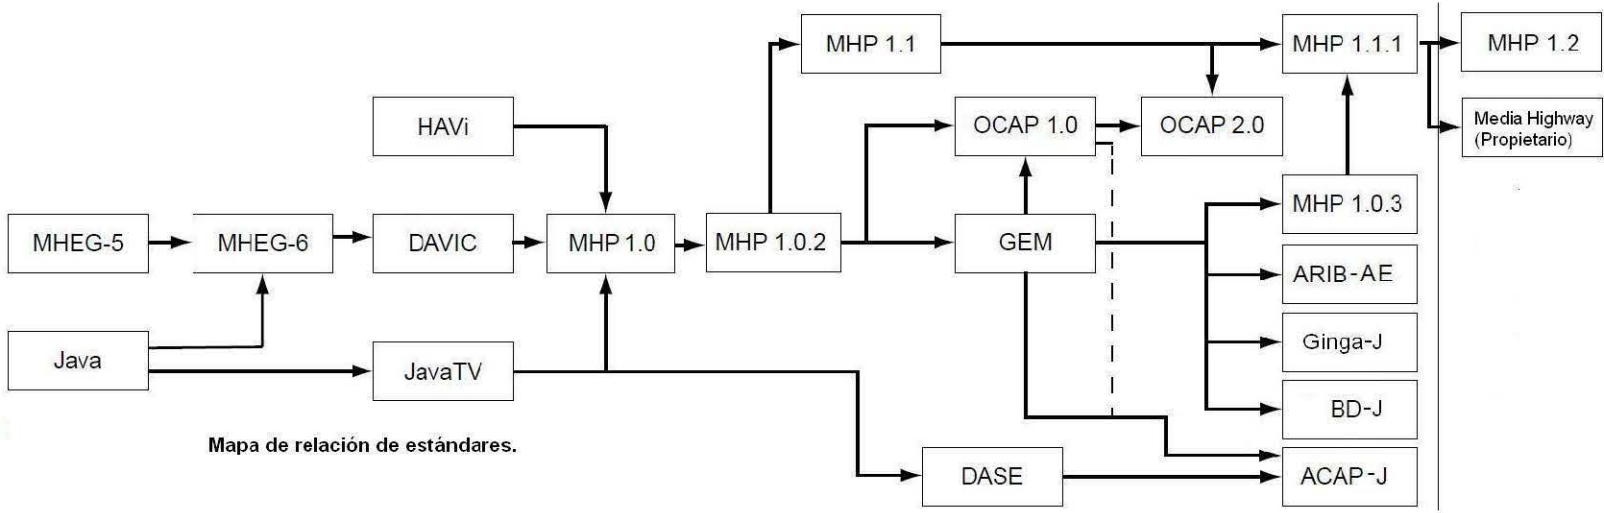 MHP 1.1
MHP 1.1.1
MHP 1.2
HAVi
OCAP 1.0
OCAP 2.0
Media Highway
(Propietario)
MHEG-5
MHEG-6
DAVIC
MHP 1.0
MHP 1.0.2
GEM
MHP 1.0.3
ARIB-AE
Java
JavaTV
Ginga-J
BD-J
Mapa de relación de estándares.
DASE
ACAP-J